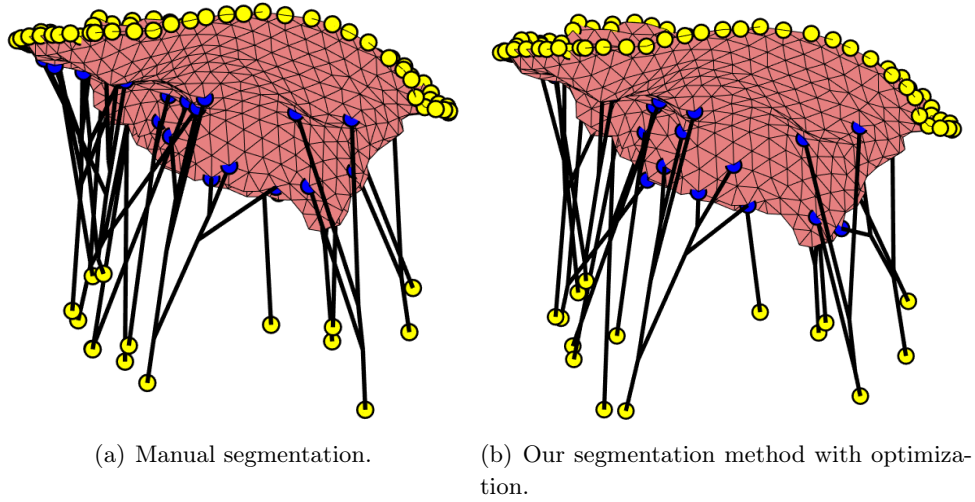 (a) Manual segmentation.
(b) Our segmentation method with optimiza-
tion.